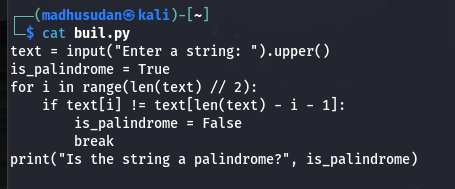 ┌──(madhusudan㉿kali)-[~]
└─$ cat buil.py
text = input("Enter a string: ").upper()
is_palindrome = True
for i in range(len(text) // 2):
    if text[i] != text[len(text) - i - 1]:
        is_palindrome = False
        break
print("Is the string a palindrome?", is_palindrome)